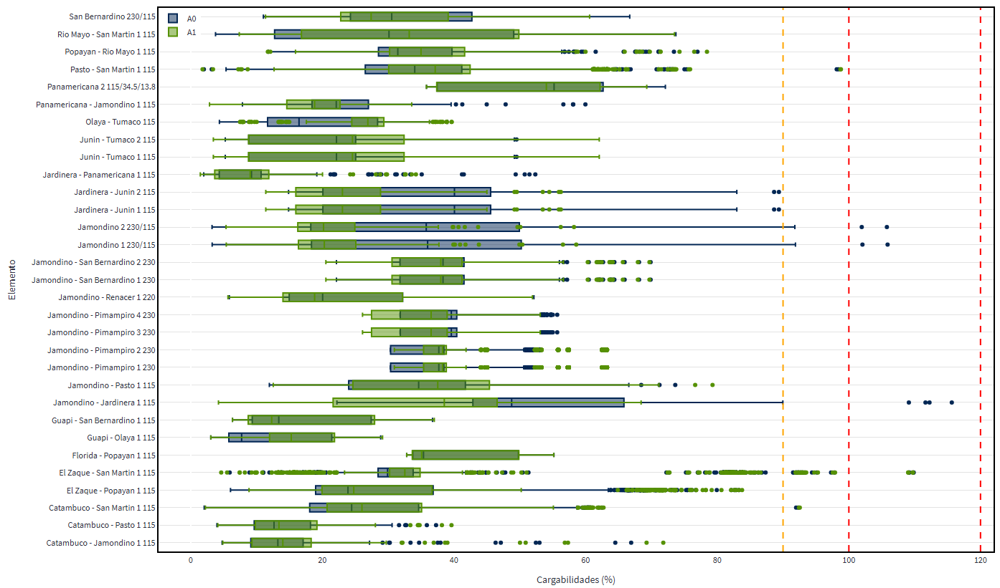 San Bernardino 230/115
A0
Rio Mayo - San Martin 1 115
A1
Popayan - Rio Mayo 1 115
Pasto - San Martin 1 115
Panamericana 2 115/34.5/13.8
Panamericana - Jamondino 1 115
Olaya - Tumaco 115
Junin - Tumaco 2 115
Junin - Tumaco 1 115
Jardinera - Panamericana 1 115
Jardinera - Junin 2 115
Jardinera - Junin 1 115
Jamondino 2 230/115
Jamondino 1 230/115
Jamondino - San Bernardino 2 230
Jamondino - San Bernardino 1 230
Jamondino - Renacer 1 220
Jamondino - Pimampiro 4 230
Jamondino - Pimampiro 3 230
Jamondino - Pimampiro 2 230
Jamondino - Pimampiro 1 230
Jamondino - Pasto 1 115
Jamondino - Jardinera 1 115
Guapi - San Bernardino 1 115
Guapi - Olaya 1 115
Florida - Popayan 1 115
El Zaque - San Martin 1 115
El Zaque - Popayan 1 115
Catambuco - San Martin 1 115
Catambuco - Pasto 1 115
Catambuco - Jamondino 1 115
Elemento
0 20 40 60 80 100 120
Cargabilidades (%)